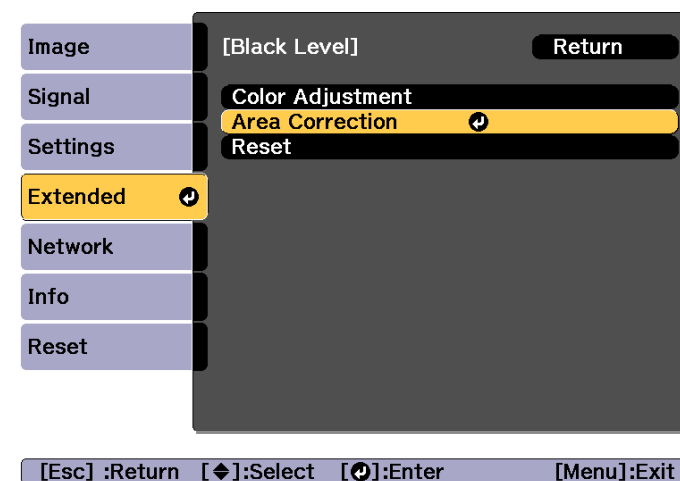 Image
Signal
Settings
Extended
Network
Info
Reset
[Black Level] Return
Color Adjustment
Area Correction
Reset
[Esc] :Return [◆]:Select [⏎]:Enter [Menu]:Exit